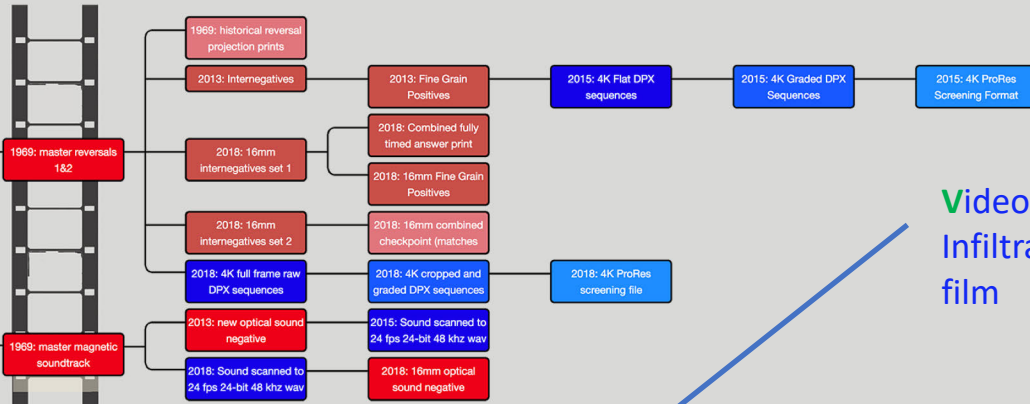 1969: historical reversal
projection prints
2013: Internegatives
2013: Fine Grain
Positives
2015: 4K Flat DPX
sequences
2015: 4K Graded DPX
Sequences
2015: 4K ProRes
Screening Format
1969: master reversals
1&2
2018: 16mm
internegatives set 1
2018: Combined fully
timed answer print
2018: 16mm Fine Grain
Positives
2018: 16mm
internegatives set 2
2018: 16mm combined
checkpoint (matches
2018: 4K full frame raw
DPX sequences
2018: 4K cropped and
graded DPX sequences
2018: 4K ProRes
screening file
1969: master magnetic
soundtrack
2013: new optical sound
negative
2015: Sound scanned to
24 fps 24-bit 48 khz wav
2018: Sound scanned to
24 fps 24-bit 48 khz wav
2018: 16mm optical
sound negative
Video
Infiltra
film